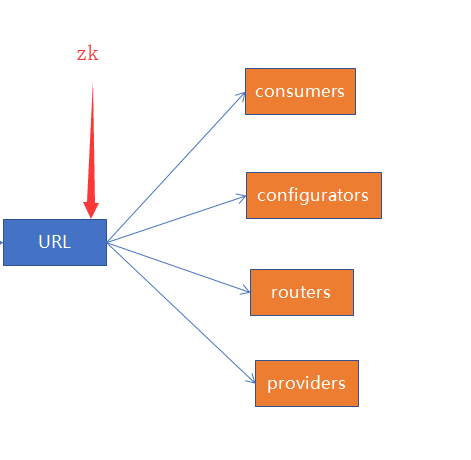 zk
consumers
configurators
URL
routers
providers